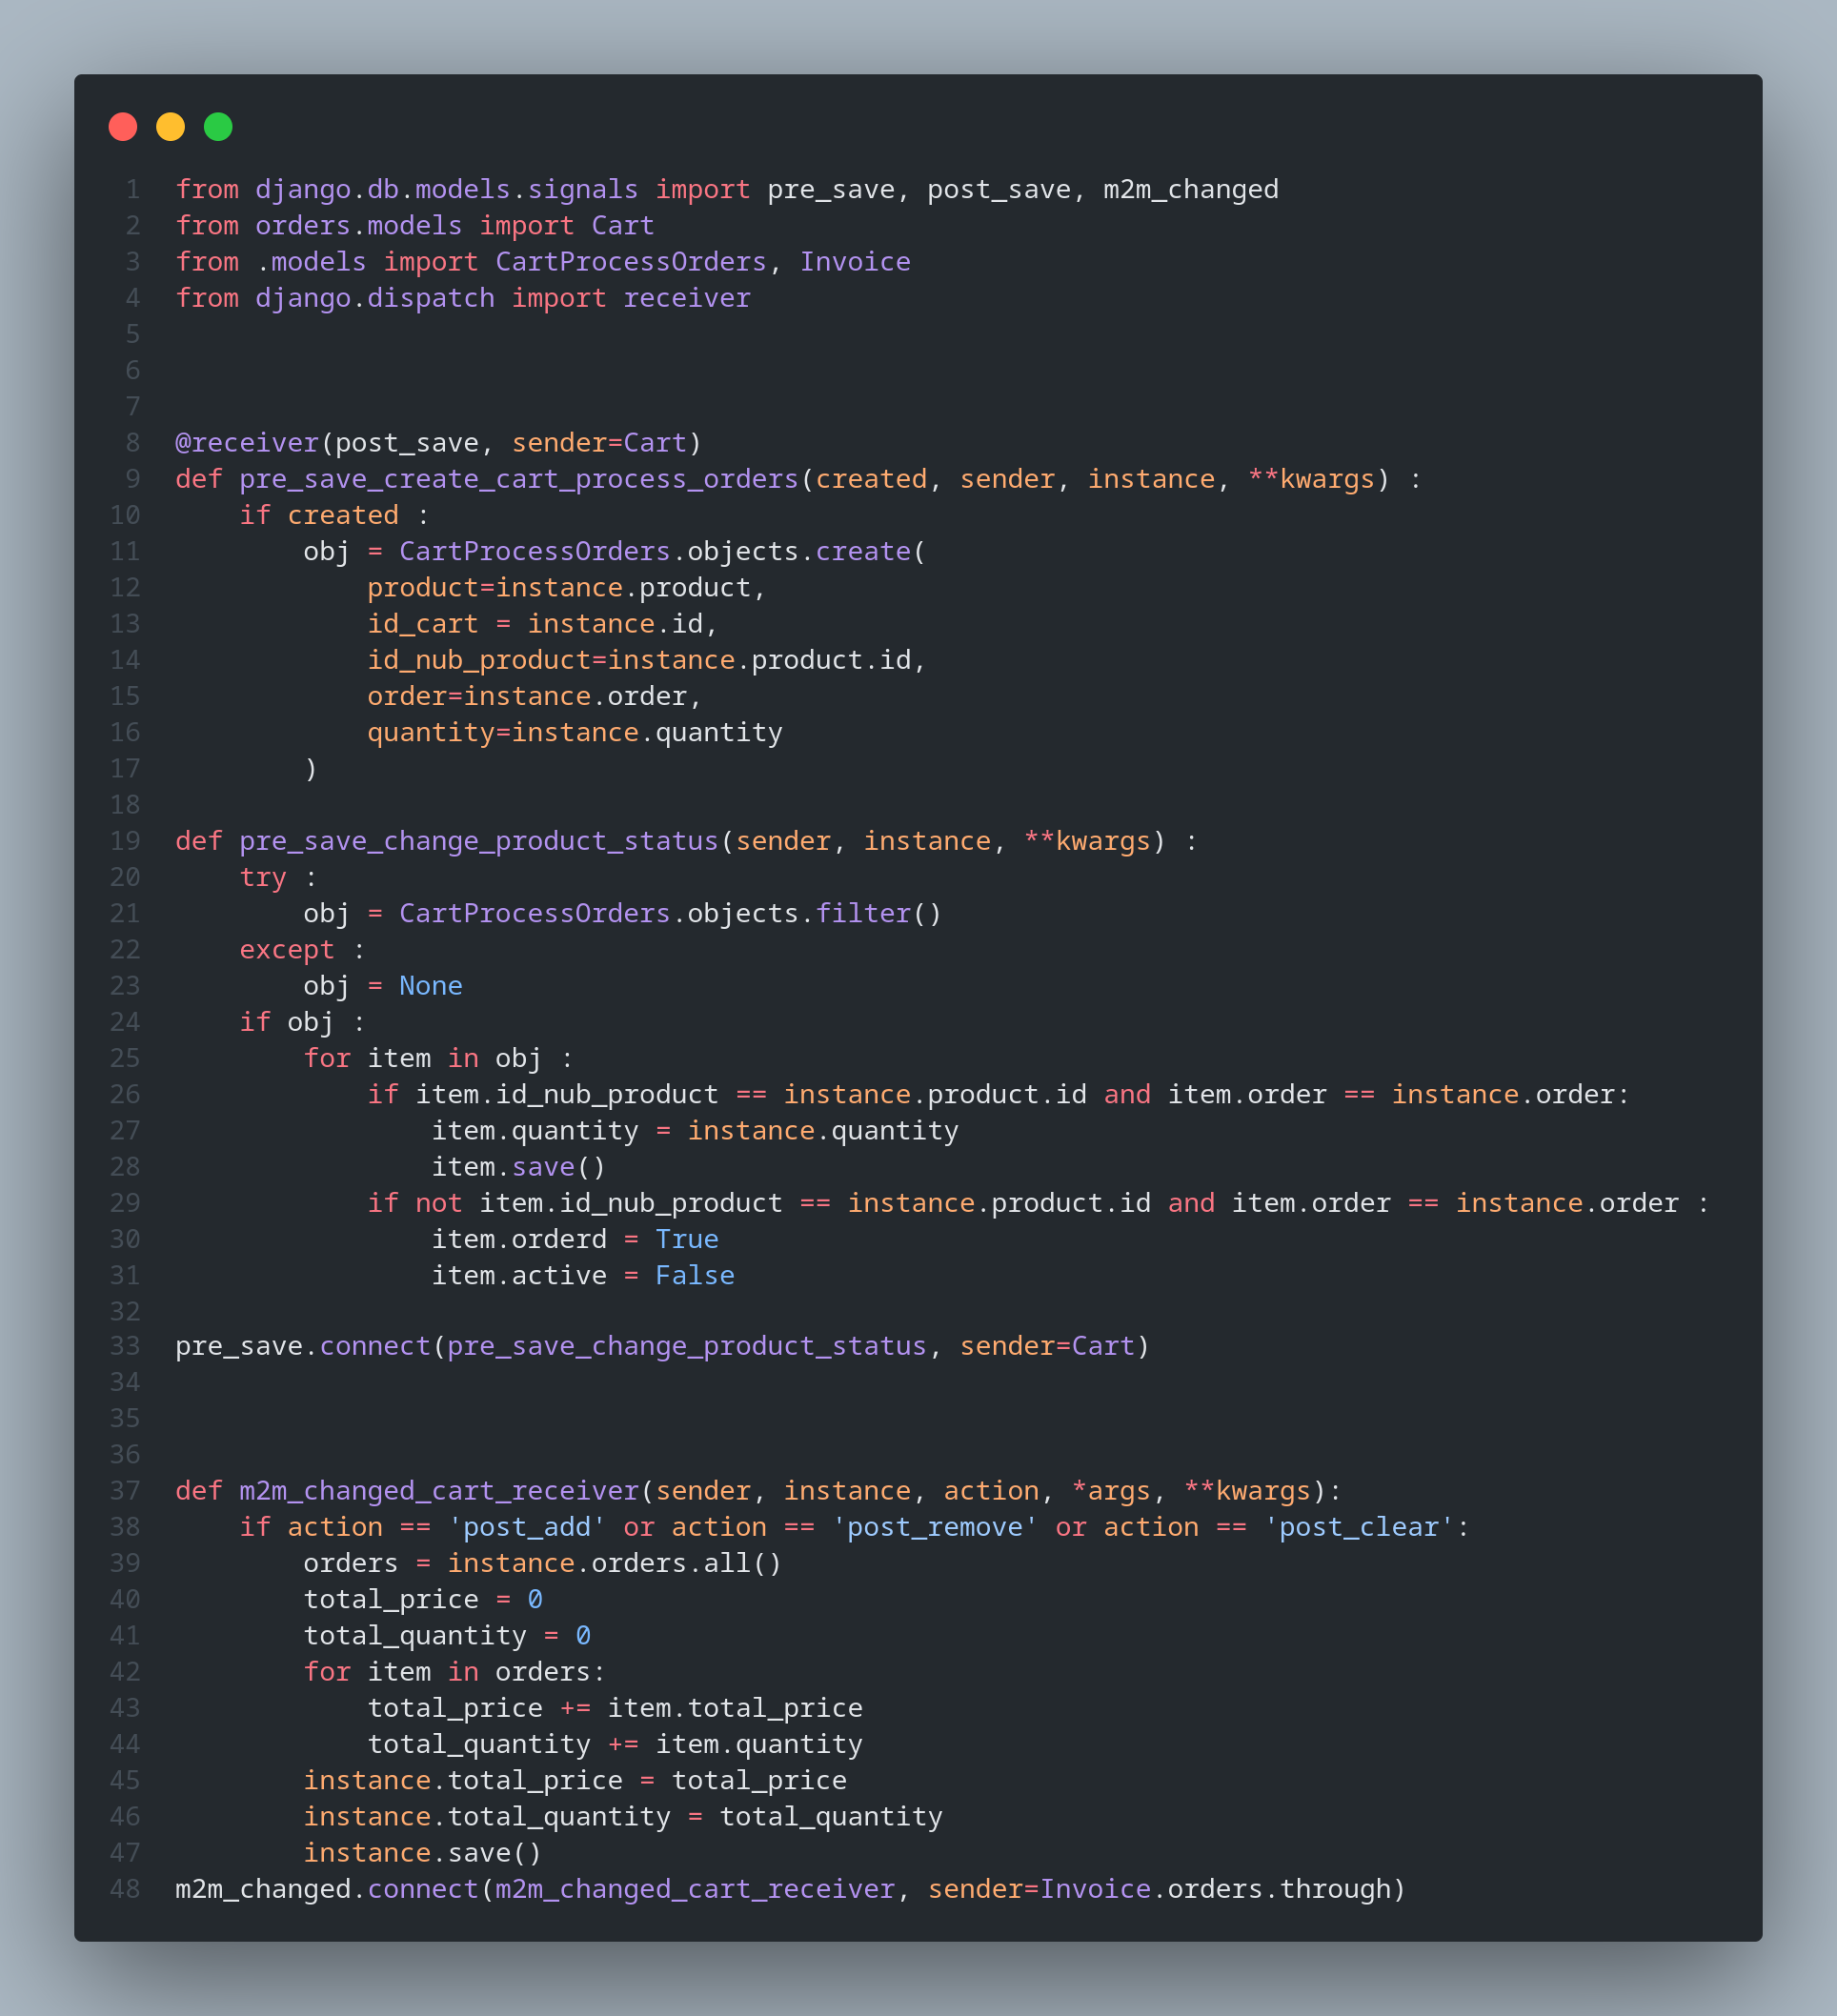 1 from django.db.models.signals import pre_save, post_save, m2m_changed
2 from orders.models import Cart
3 from .models import CartProcessOrders, Invoice
4 from django.dispatch import receiver
5
6
7
8 @receiver(post_save, sender=Cart)
9 def pre_save_create_cart_process_orders(created, sender, instance, **kwargs) :
10     if created :
11         obj = CartProcessOrders.objects.create(
12             product=instance.product,
13             id_cart = instance.id,
14             id_nub_product=instance.product.id,
15             order=instance.order,
16             quantity=instance.quantity
17         )
18
19 def pre_save_change_product_status(sender, instance, **kwargs) :
20     try :
21         obj = CartProcessOrders.objects.filter()
22     except :
23         obj = None
24     if obj :
25         for item in obj :
26             if item.id_nub_product == instance.product.id and item.order == instance.order:
27                 item.quantity = instance.quantity
28                 item.save()
29             if not item.id_nub_product == instance.product.id and item.order == instance.order :
30                 item.orderd = True
31                 item.active = False
32
33 pre_save.connect(pre_save_change_product_status, sender=Cart)
34
35
36
37 def m2m_changed_cart_receiver(sender, instance, action, *args, **kwargs):
38     if action == 'post_add' or action == 'post_remove' or action == 'post_clear':
39         orders = instance.orders.all()
40         total_price = 0
41         total_quantity = 0
42         for item in orders:
43             total_price += item.total_price
44             total_quantity += item.quantity
45         instance.total_price = total_price
46         instance.total_quantity = total_quantity
47         instance.save()
48 m2m_changed.connect(m2m_changed_cart_receiver, sender=Invoice.orders.through)